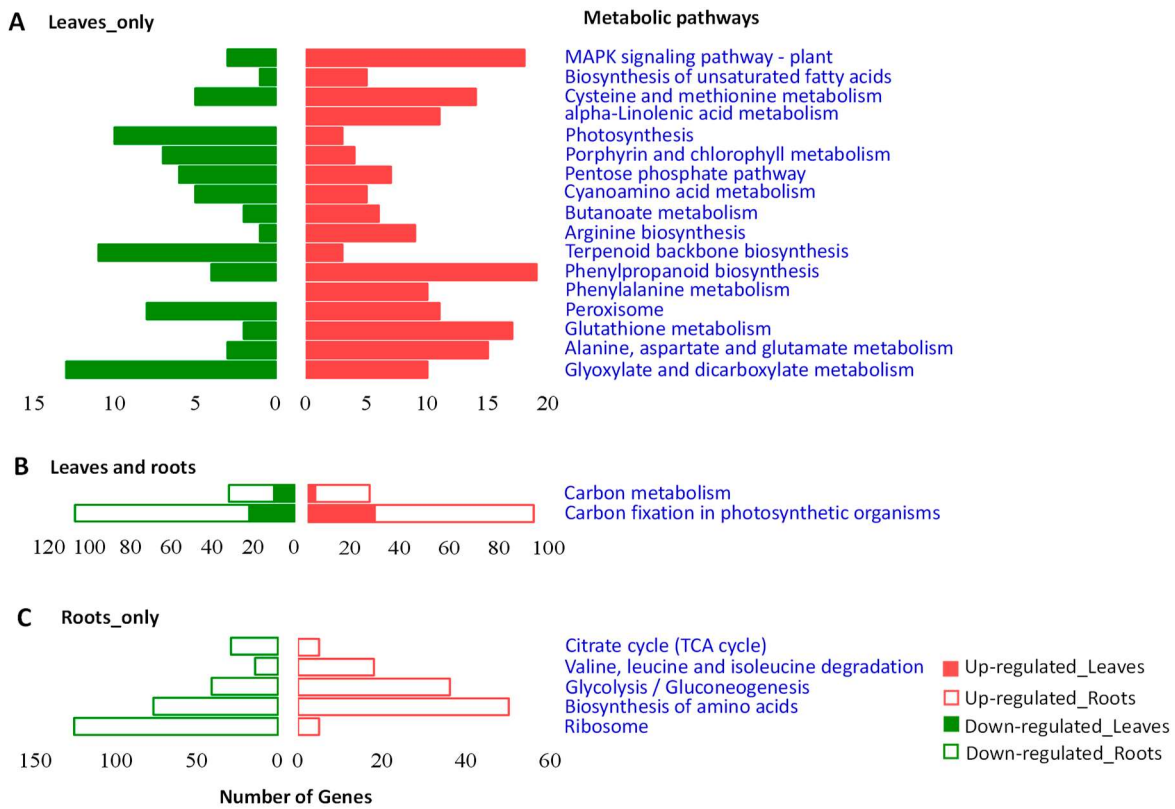 A Leaves_only
Metabolic pathways
MAPK signaling pathway - plant
Biosynthesis of unsaturated fatty acids
Cysteine and methionine metabolism
alpha-Linolenic acid metabolism
Photosynthesis
Porphyrin and chlorophyll metabolism
Pentose phosphate pathway
Cyanoamino acid metabolism
Butanoate metabolism
Arginine biosynthesis
Terpenoid backbone biosynthesis
Phenylpropanoid biosynthesis
Phenylalanine metabolism
Peroxisome
Glutathione metabolism
Alanine, aspartate and glutamate metabolism
Glyoxylate and dicarboxylate metabolism
15 10 5 0 0 5 10 15 20
B Leaves and roots
Carbon metabolism
Carbon fixation in photosynthetic organisms
120 100 80 60 40 20 0 20 40 60 80 100
C Roots_only
Citrate cycle (TCA cycle)
Valine, leucine and isoleucine degradation
Glycolysis / Gluconeogenesis
Biosynthesis of amino acids
Ribosome
150 100 50 0 0 20 40 60
Number of Genes
Up-regulated_Leaves
Up-regulated_Roots
Down-regulated_Leaves
Down-regulated_Roots